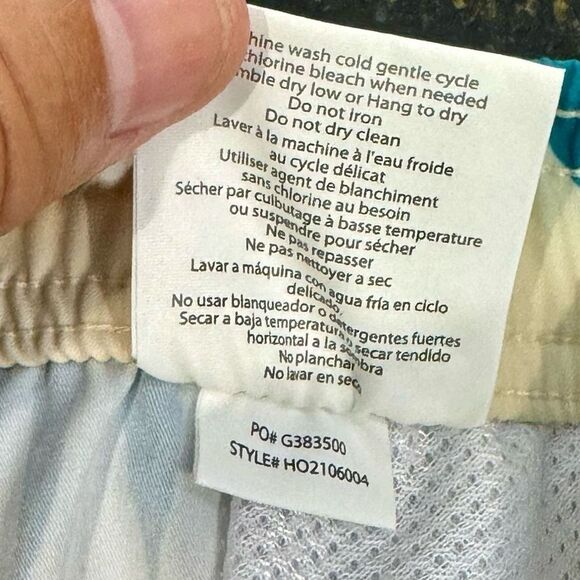 hine wash cold gentle cycle
chlorine bleach when needed
mble dry low or Hang to dry
Do not iron
Do not dry clean
Laver à la machine à l'eau froide
au cycle délicat
Utiliser agent de blanchiment
sans chlorine au besoin
Sécher par culbutage à basse temperature
ou suspendre pour sécher
Ne pas repasser
Ne pas nettoyer a sec
Lavar a máquina con agua fría en ciclo
delicado
No usar blanqueador o detergentes fuertes
Secar a baja temperatura o secar tendido
horizontal a la sombra
No planchar
No lavar en seco
PO# G383500
STYLE# HO2106004